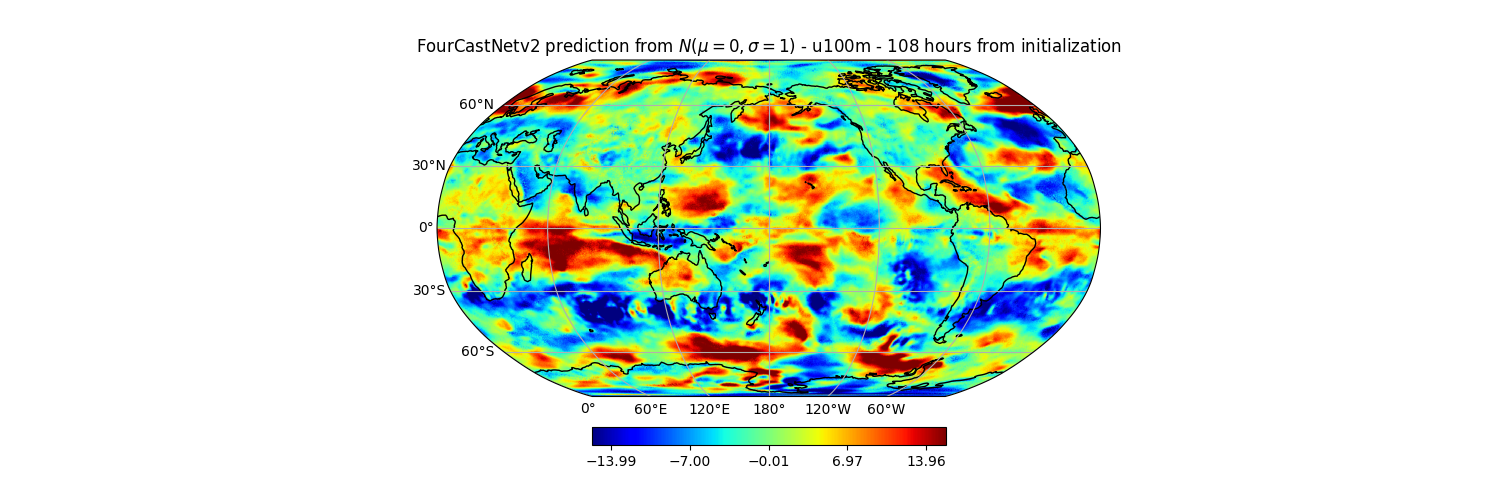 FourCastNetv2 prediction from N(μ = 0, σ = 1) - u100m - 108 hours from initialization
60°N
30°N
0°
30°S
60°S
0° 60°E 120°E 180° 120°W 60°W
−13.99 −7.00 −0.01 6.97 13.96